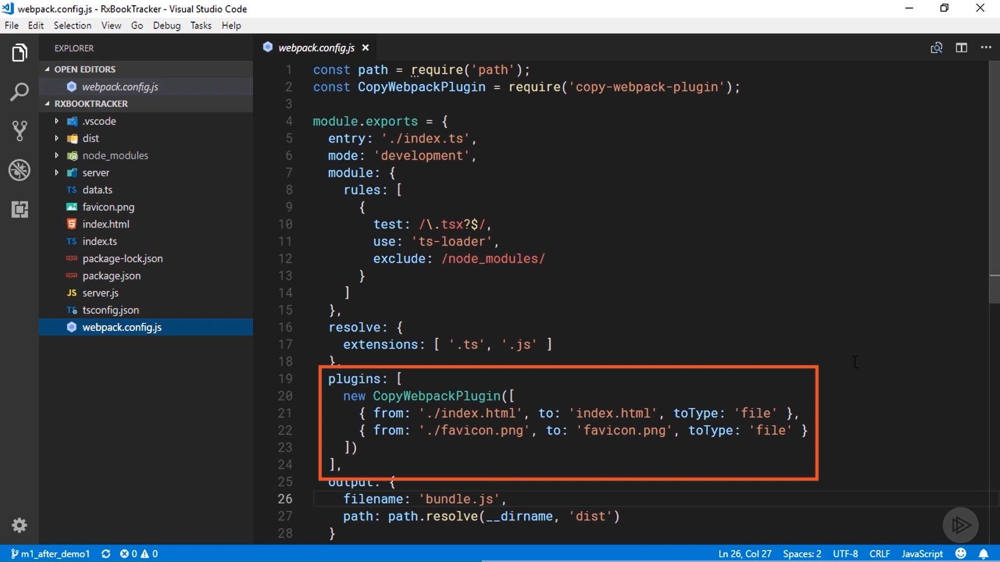 webpack.config.js - RxBookTracker - Visual Studio Code
File Edit Selection View Go Debug Tasks Help
EXPLORER
OPEN EDITORS
webpack.config.js
RXBOOKTRACKER
.vscode
dist
node_modules
server
TS data.ts
favicon.png
index.html
TS index.ts
package-lock.json
package.json
JS server.js
TS tsconfig.json
webpack.config.js
webpack.config.js
1 const path = require('path');
2 const CopyWebpackPlugin = require('copy-webpack-plugin');
3
4 module.exports = {
5 entry: './index.ts',
6 mode: 'development',
7 module: {
8 rules: [
9 {
10 test: /\.tsx?$/,
11 use: 'ts-loader',
12 exclude: /node_modules/
13 }
14 ]
15 },
16 resolve: {
17 extensions: [ '.ts', '.js' ]
18 },
19 plugins: [
20 new CopyWebpackPlugin([
21 { from: './index.html', to: 'index.html', toType: 'file' },
22 { from: './favicon.png', to: 'favicon.png', toType: 'file' }
23 ])
24 ],
25 output: {
26 filename: 'bundle.js',
27 path: path.resolve(__dirname, 'dist')
28 }
m1_after_demo1 0 0 Ln 26, Col 27 Spaces: 2 UTF-8 CRLF JavaScript